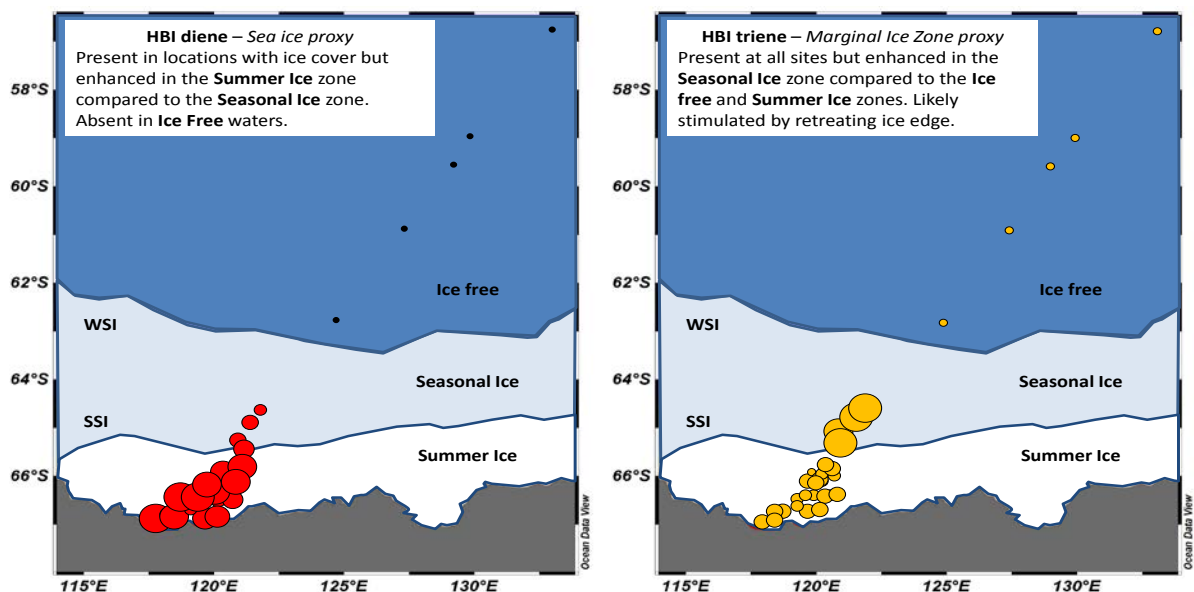 HBI diene – Sea ice proxy
Present in locations with ice cover but
enhanced in the Summer Ice zone
compared to the Seasonal Ice zone.
Absent in Ice Free waters.
58°S
60°S
62°S
64°S
66°S
Ice free
WSI
Seasonal Ice
SSI
Summer Ice
115°E
120°E
125°E
130°E
Ocean Data View
HBI triene – Marginal Ice Zone proxy
Present at all sites but enhanced in the
Seasonal Ice zone compared to the Ice
free and Summer Ice zones. Likely
stimulated by retreating ice edge.
58°S
60°S
62°S
64°S
66°S
Ice free
WSI
Seasonal Ice
SSI
Summer Ice
115°E
120°E
125°E
130°E
Ocean Data View